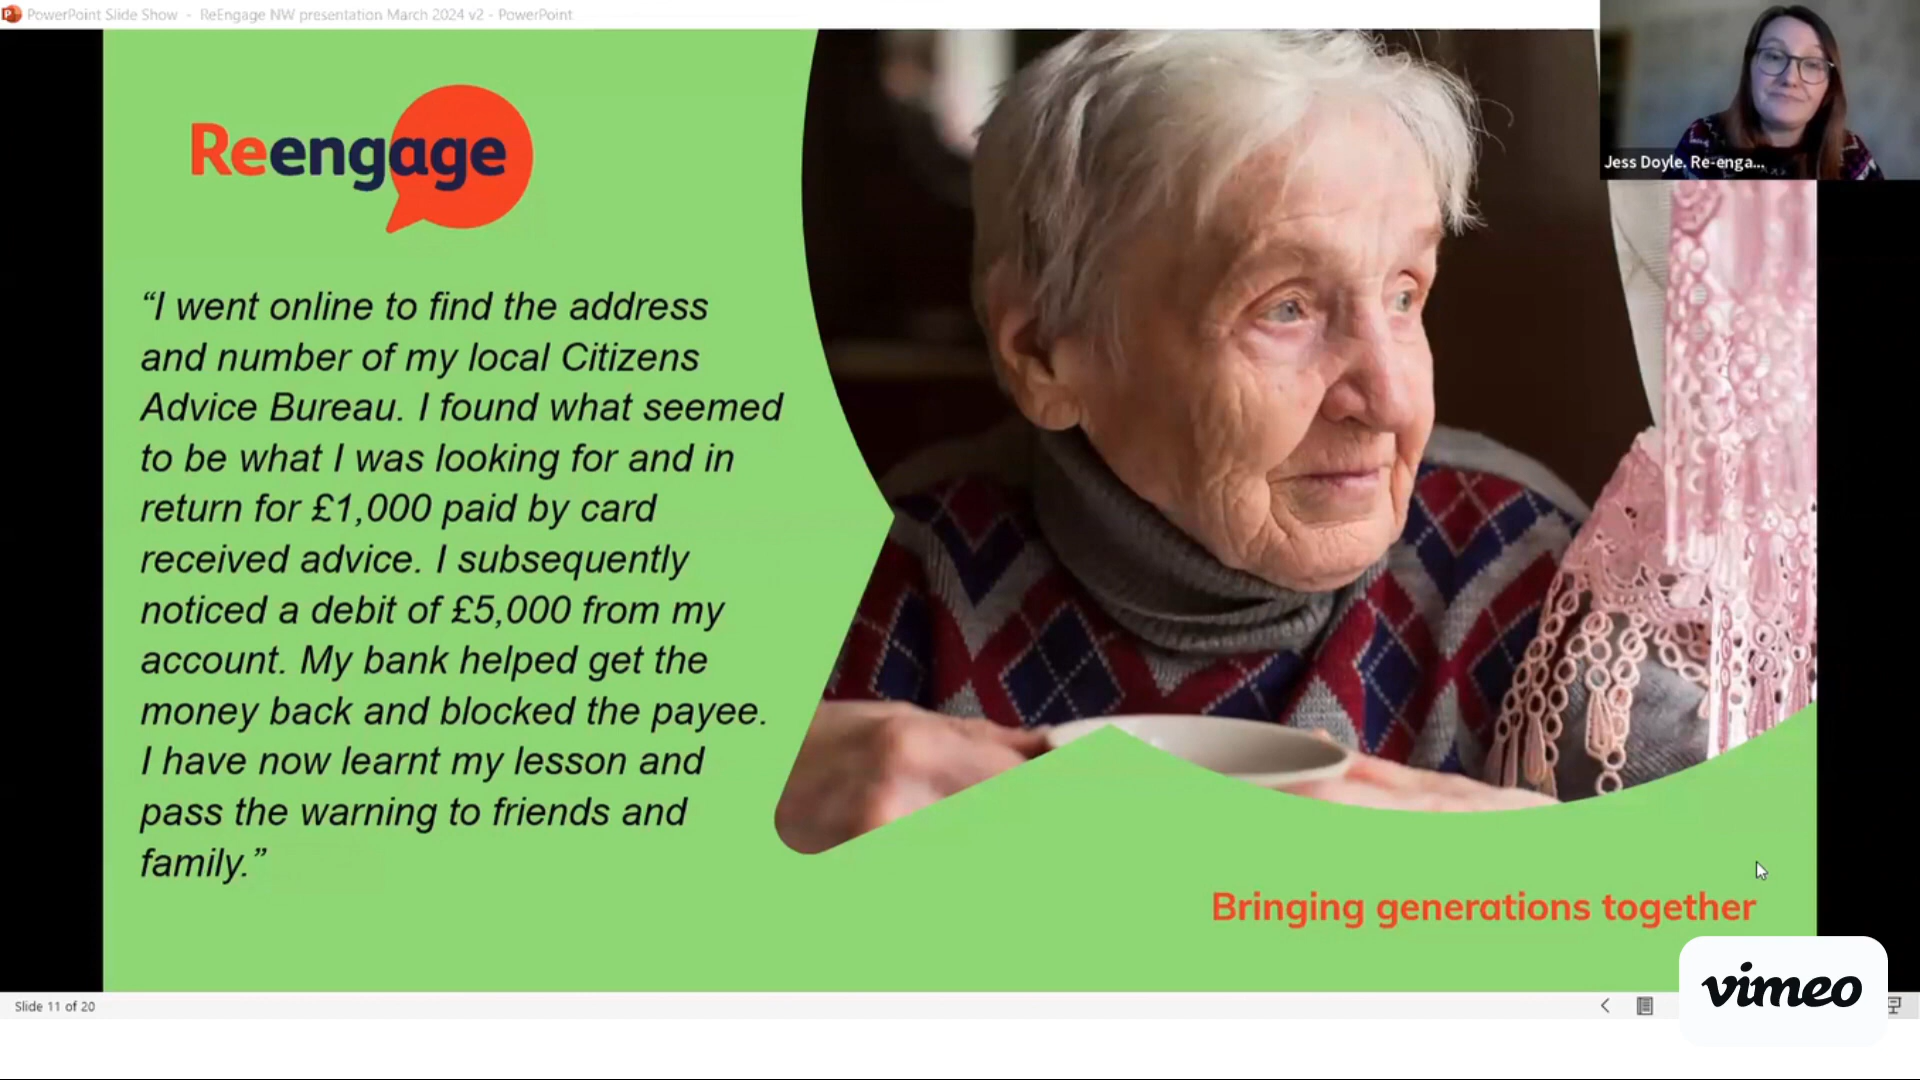 PowerPoint Slide Show - ReEngage NW presentation March 2024 v2 - PowerPoint
Jess Doyle. Re-enga...
Reengage
“I went online to find the address
and number of my local Citizens
Advice Bureau. I found what seemed
to be what I was looking for and in
return for £1,000 paid by card
received advice. I subsequently
noticed a debit of £5,000 from my
account. My bank helped get the
money back and blocked the payee.
I have now learnt my lesson and
pass the warning to friends and
family.”
Bringing generations together
vimeo
Slide 11 of 20